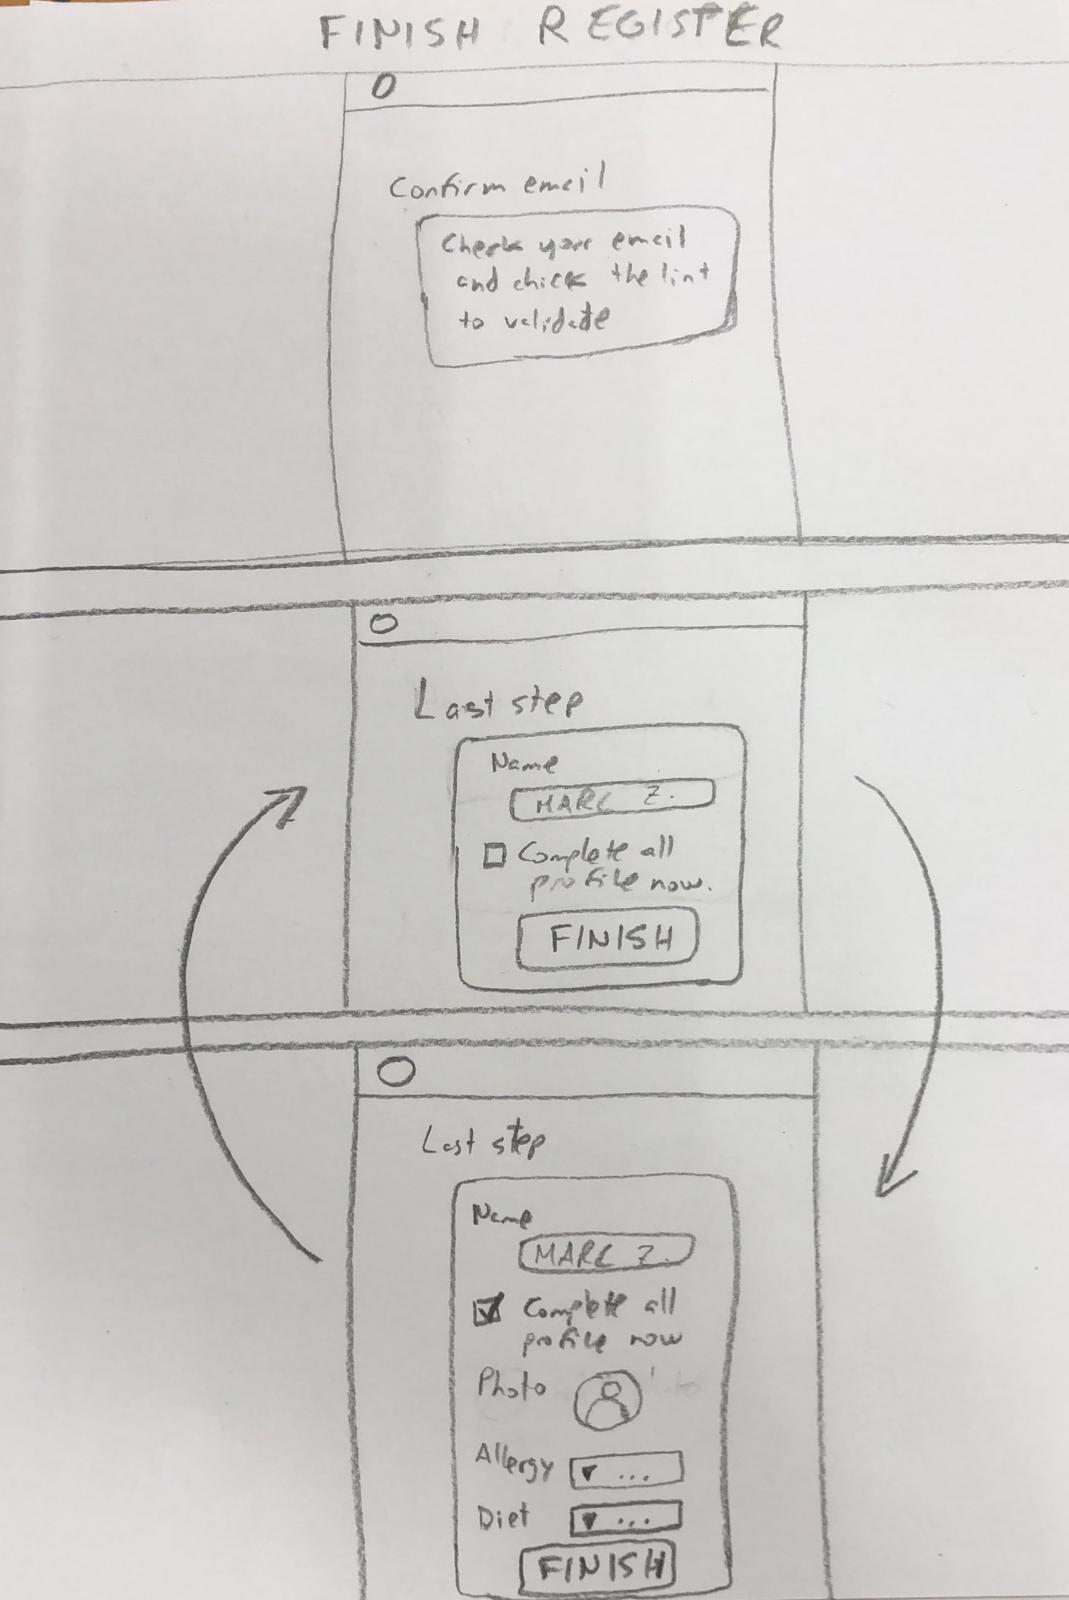 FINISH REGISTER
Confirm email
Check your email
and chick the lint
to validate
Last step
Name
MARC Z.
Complete all
profile now.
FINISH
Last step
Name
MARC Z.
Complete all
profile now
Photo
Allergy ...
Diet ...
FINISH